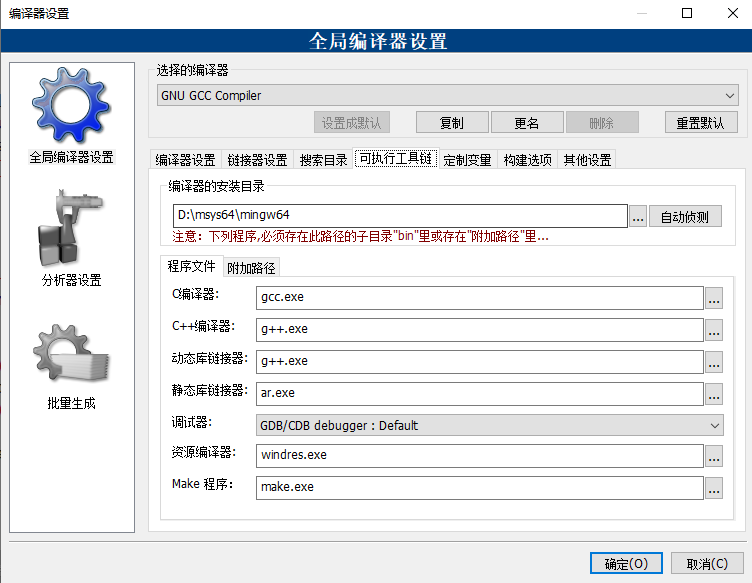 编译器设置
全局编译器设置
全局编译器设置
分析器设置
批量生成
选择的编译器
GNU GCC Compiler
设置成默认 复制 更名 删除 重置默认
编译器设置 链接器设置 搜索目录 可执行工具链 定制变量 构建选项 其他设置
编译器的安装目录
D:\msys64\mingw64 ... 自动侦测
注意：下列程序,必须存在此路径的子目录"bin"里或存在"附加路径"里...
程序文件 附加路径
C编译器: gcc.exe ...
C++编译器: g++.exe ...
动态库链接器: g++.exe ...
静态库链接器: ar.exe ...
调试器: GDB/CDB debugger : Default
资源编译器: windres.exe ...
Make 程序： make.exe ...
确定(O) 取消(C)